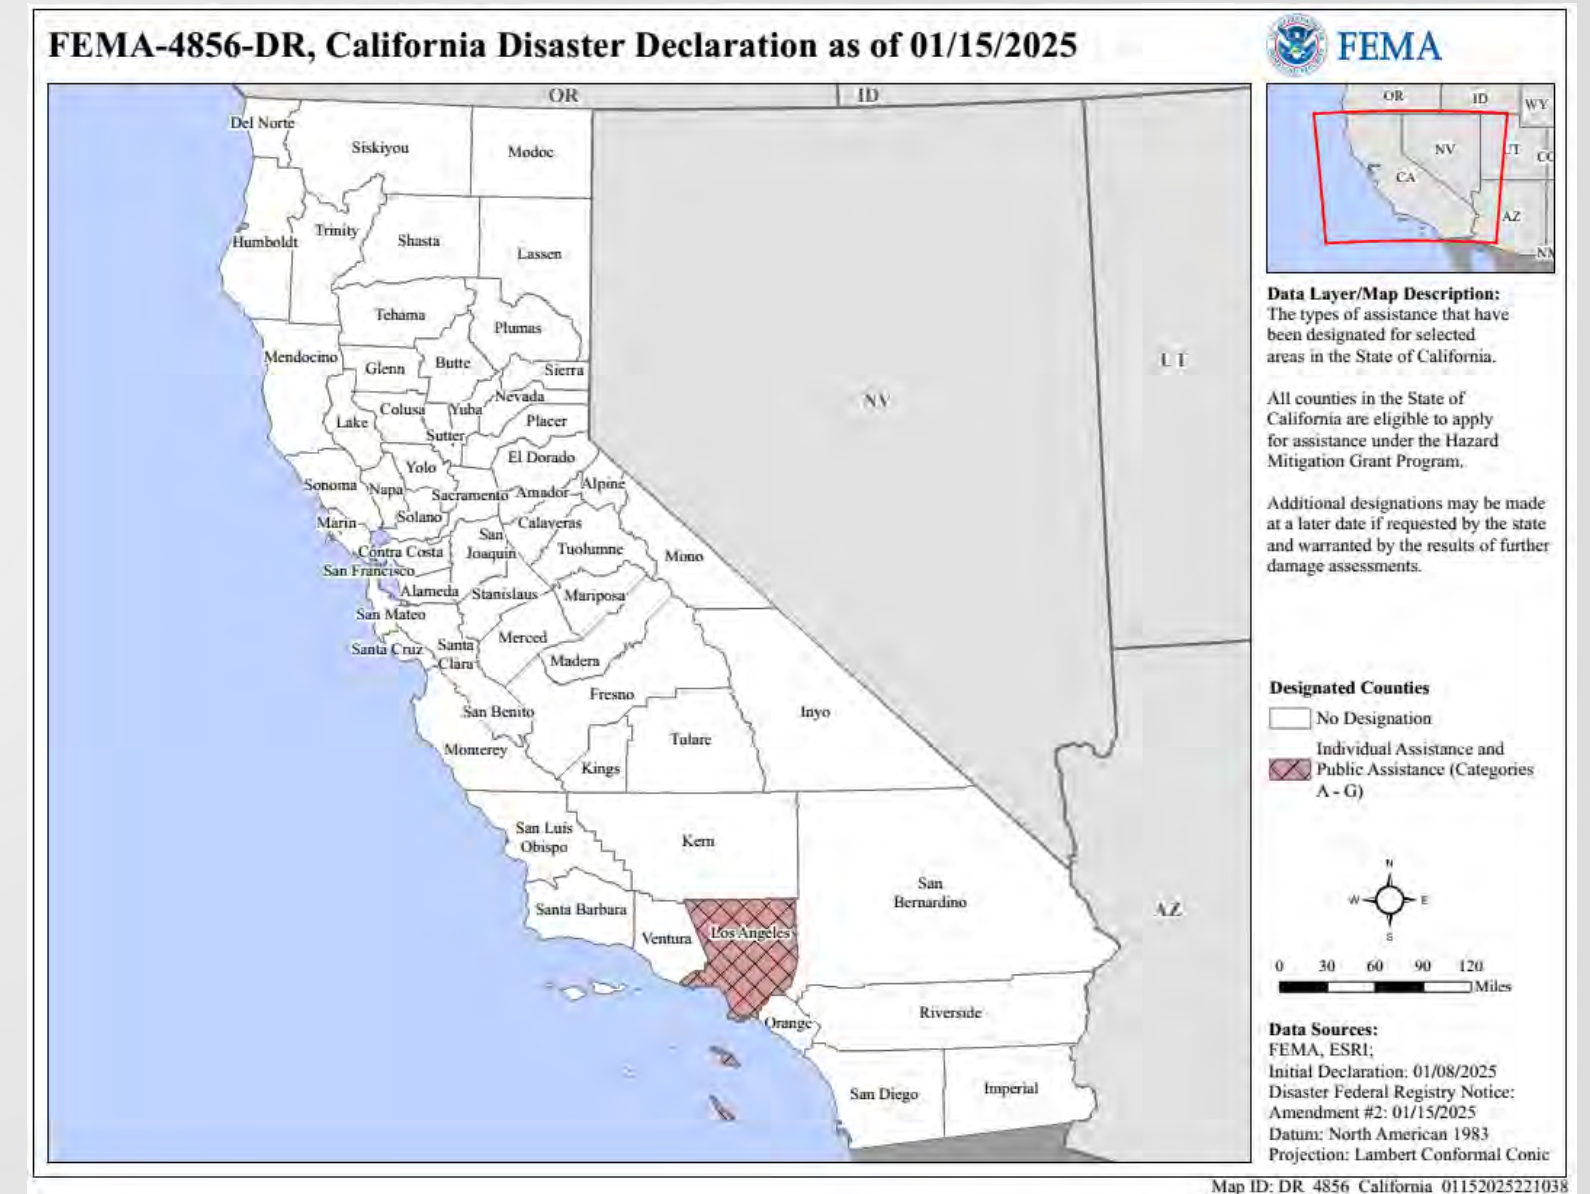 FEMA-4856-DR, California Disaster Declaration as of 01/15/2025
FEMA
OR
ID
Del Norte
Siskiyou
Modoc
Humboldt
Trinity
Shasta
Lassen
Tehama
Plumas
Mendocino
Glenn
Butte
Sierra
Nevada
Colusa
Yuba
Placer
Lake
Sutter
El Dorado
Yolo
Sonoma
Napa
Sacramento
Amador
Alpine
Marin
Solano
Calaveras
San
Joaquin
Contra Costa
Tuolumne
Mono
San Francisco
Alameda
Stanislaus
Mariposa
San Mateo
Merced
Santa Cruz
Santa
Clara
Madera
Fresno
San Benito
Inyo
Monterey
Tulare
Kings
San Luis
Obispo
Kern
San
Bernardino
Santa Barbara
Ventura
Los Angeles
Orange
Riverside
San Diego
Imperial
NV
UT
AZ
OR
ID
WY
NV
UT
CO
CA
AZ
NM
Data Layer/Map Description:
The types of assistance that have
been designated for selected
areas in the State of California.
All counties in the State of
California are eligible to apply
for assistance under the Hazard
Mitigation Grant Program.
Additional designations may be made
at a later date if requested by the state
and warranted by the results of further
damage assessments.
Designated Counties
No Designation
Individual Assistance and
Public Assistance (Categories
A - G)
N
W E
S
0 30 60 90 120
Miles
Data Sources:
FEMA, ESRI;
Initial Declaration: 01/08/2025
Disaster Federal Registry Notice:
Amendment #2: 01/15/2025
Datum: North American 1983
Projection: Lambert Conformal Conic
Map ID: DR_4856_California_01152025221038